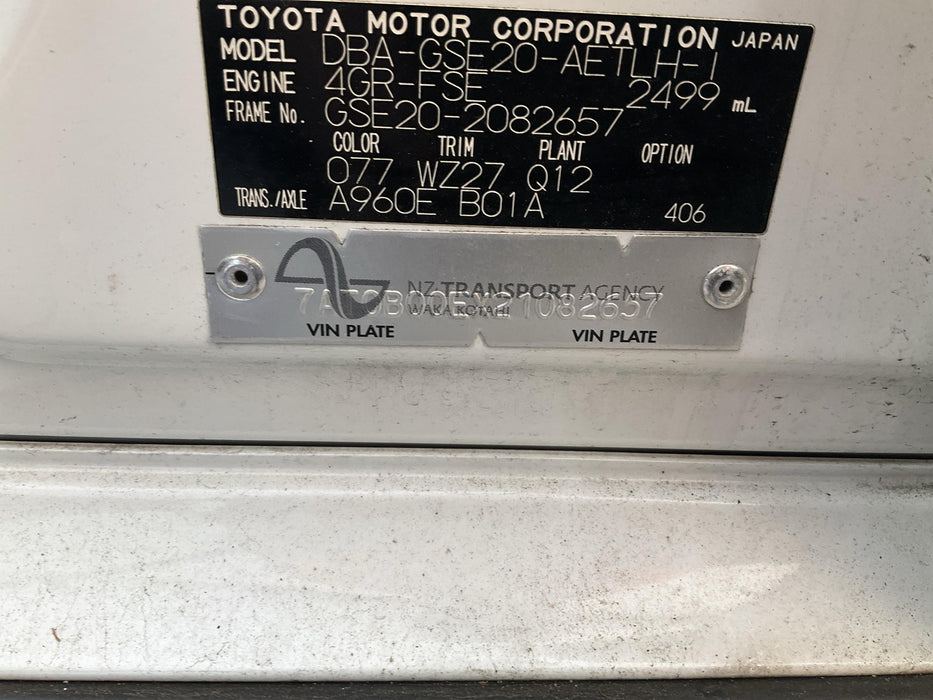 TOYOTA MOTOR CORPORATION JAPAN
MODEL DBA-GSE20-AETLH-I
ENGINE 4GR-FSE 2499 mL
FRAME No. GSE20-2082657
COLOR TRIM PLANT OPTION
077 WZ27 Q12
TRANS./AXLE A960E B01A 406
NZ TRANSPORT AGENCY
WAKA KOTAHI
VIN PLATE VIN PLATE